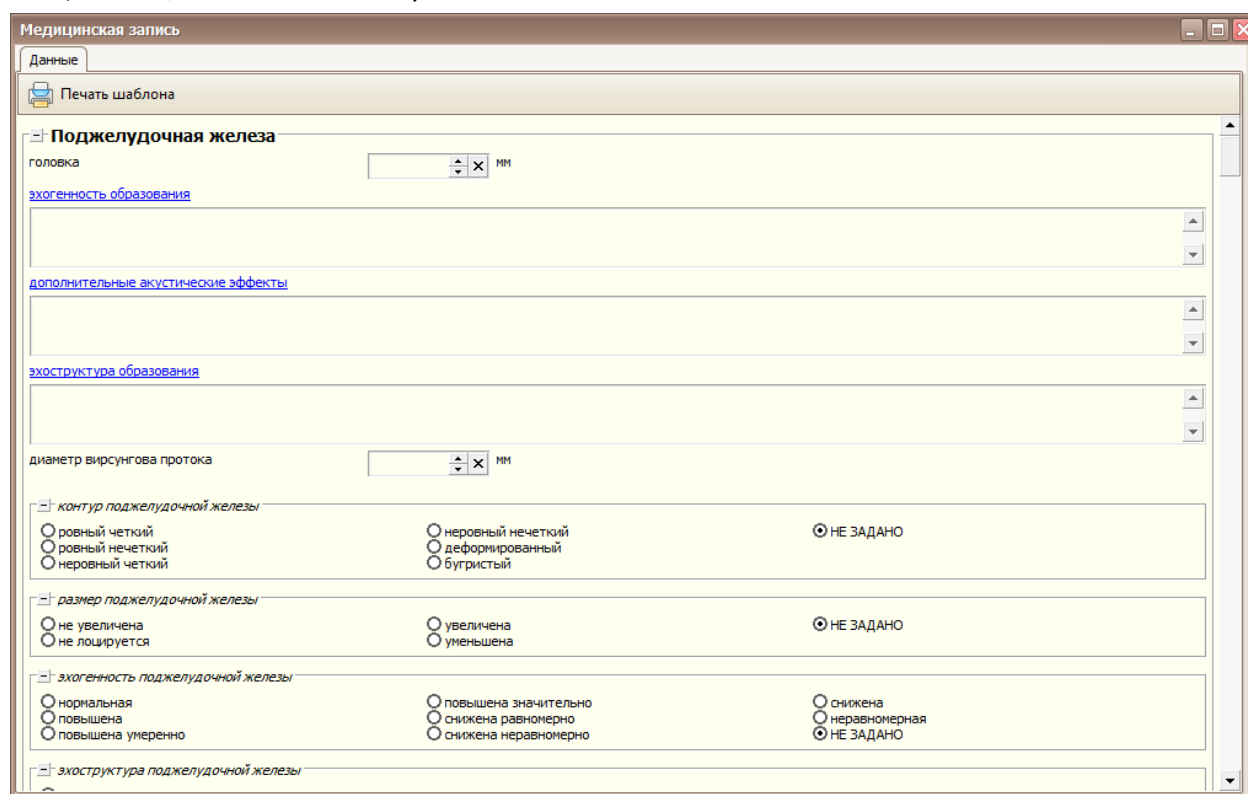 Медицинская запись
Данные
Печать шаблона
Поджелудочная железа
головка мм
эхогенность образования
дополнительные акустические эффекты
эхоструктура образования
диаметр вирсунгова протока мм
контур поджелудочной железы
ровный четкий неровный нечеткий НЕ ЗАДАНО
ровный нечеткий деформированный
неровный четкий бугристый
размер поджелудочной железы
не увеличена увеличена НЕ ЗАДАНО
не лоцируется уменьшена
эхогенность поджелудочной железы
нормальная повышена значительно снижена
повышена снижена равномерно неравномерная
повышена умеренно снижена неравномерно НЕ ЗАДАНО
эхоструктура поджелудочной железы